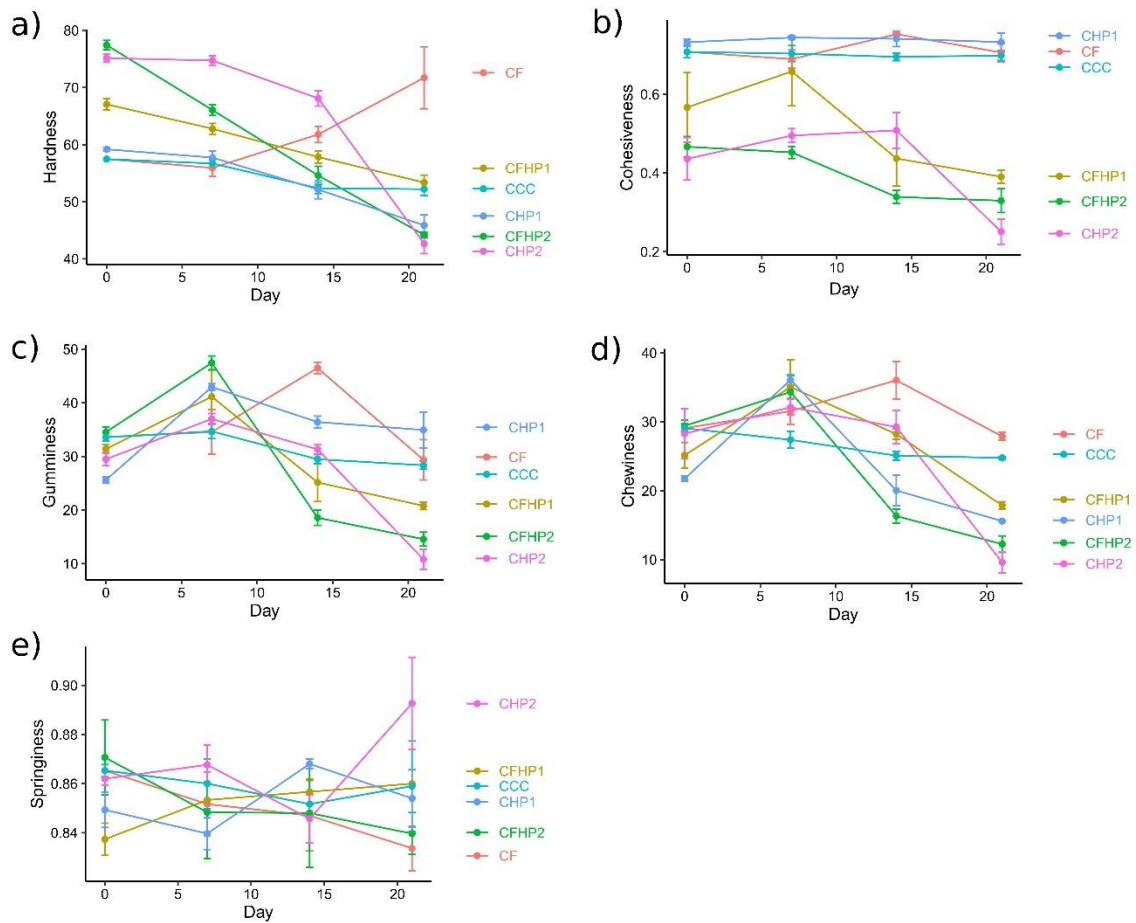 a)
80
70
60
50
40
Hardness
0 5 10 15 20
Day
CF
CFHP1
CCC
CHP1
CFHP2
CHP2
b)
0.6
0.4
0.2
Cohesiveness
0 5 10 15 20
Day
CHP1
CF
CCC
CFHP1
CFHP2
CHP2
c)
50
40
30
20
10
Gumminess
0 5 10 15 20
Day
CHP1
CF
CCC
CFHP1
CFHP2
CHP2
d)
40
30
20
10
Chewiness
0 5 10 15 20
Day
CF
CCC
CFHP1
CHP1
CFHP2
CHP2
e)
0.90
0.88
0.86
0.84
Springiness
0 5 10 15 20
Day
CHP2
CFHP1
CCC
CHP1
CFHP2
CF